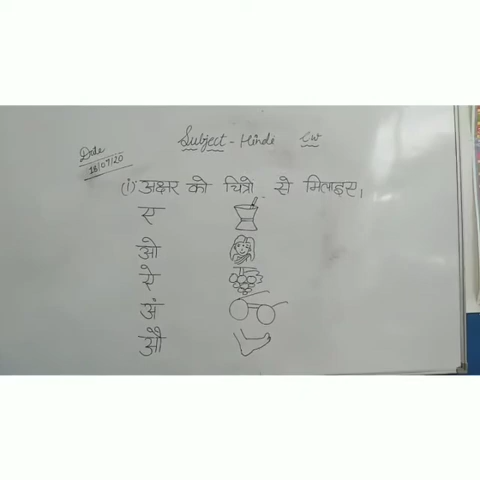 Subject - Hindi CW
Date
18/07/20
(i) अक्षर को चित्रों से मिलाइए।
ए
ओ
ऐ
अं
औ